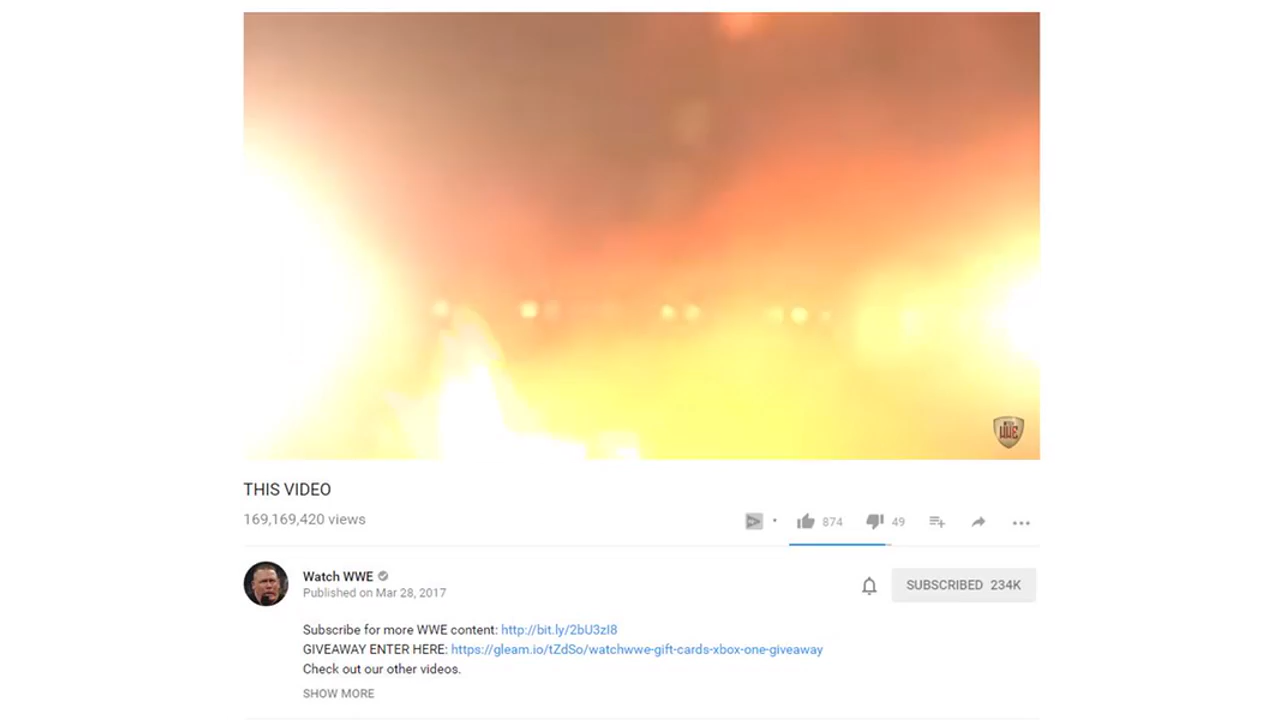 WATCH
WWE
THIS VIDEO
169,169,420 views
874
49
Watch WWE
Published on Mar 28, 2017
SUBSCRIBED 234K
Subscribe for more WWE content: http://bit.ly/2bU3zI8
GIVEAWAY ENTER HERE: https://gleam.io/tZdSo/watchwwe-gift-cards-xbox-one-giveaway
Check out our other videos.
SHOW MORE